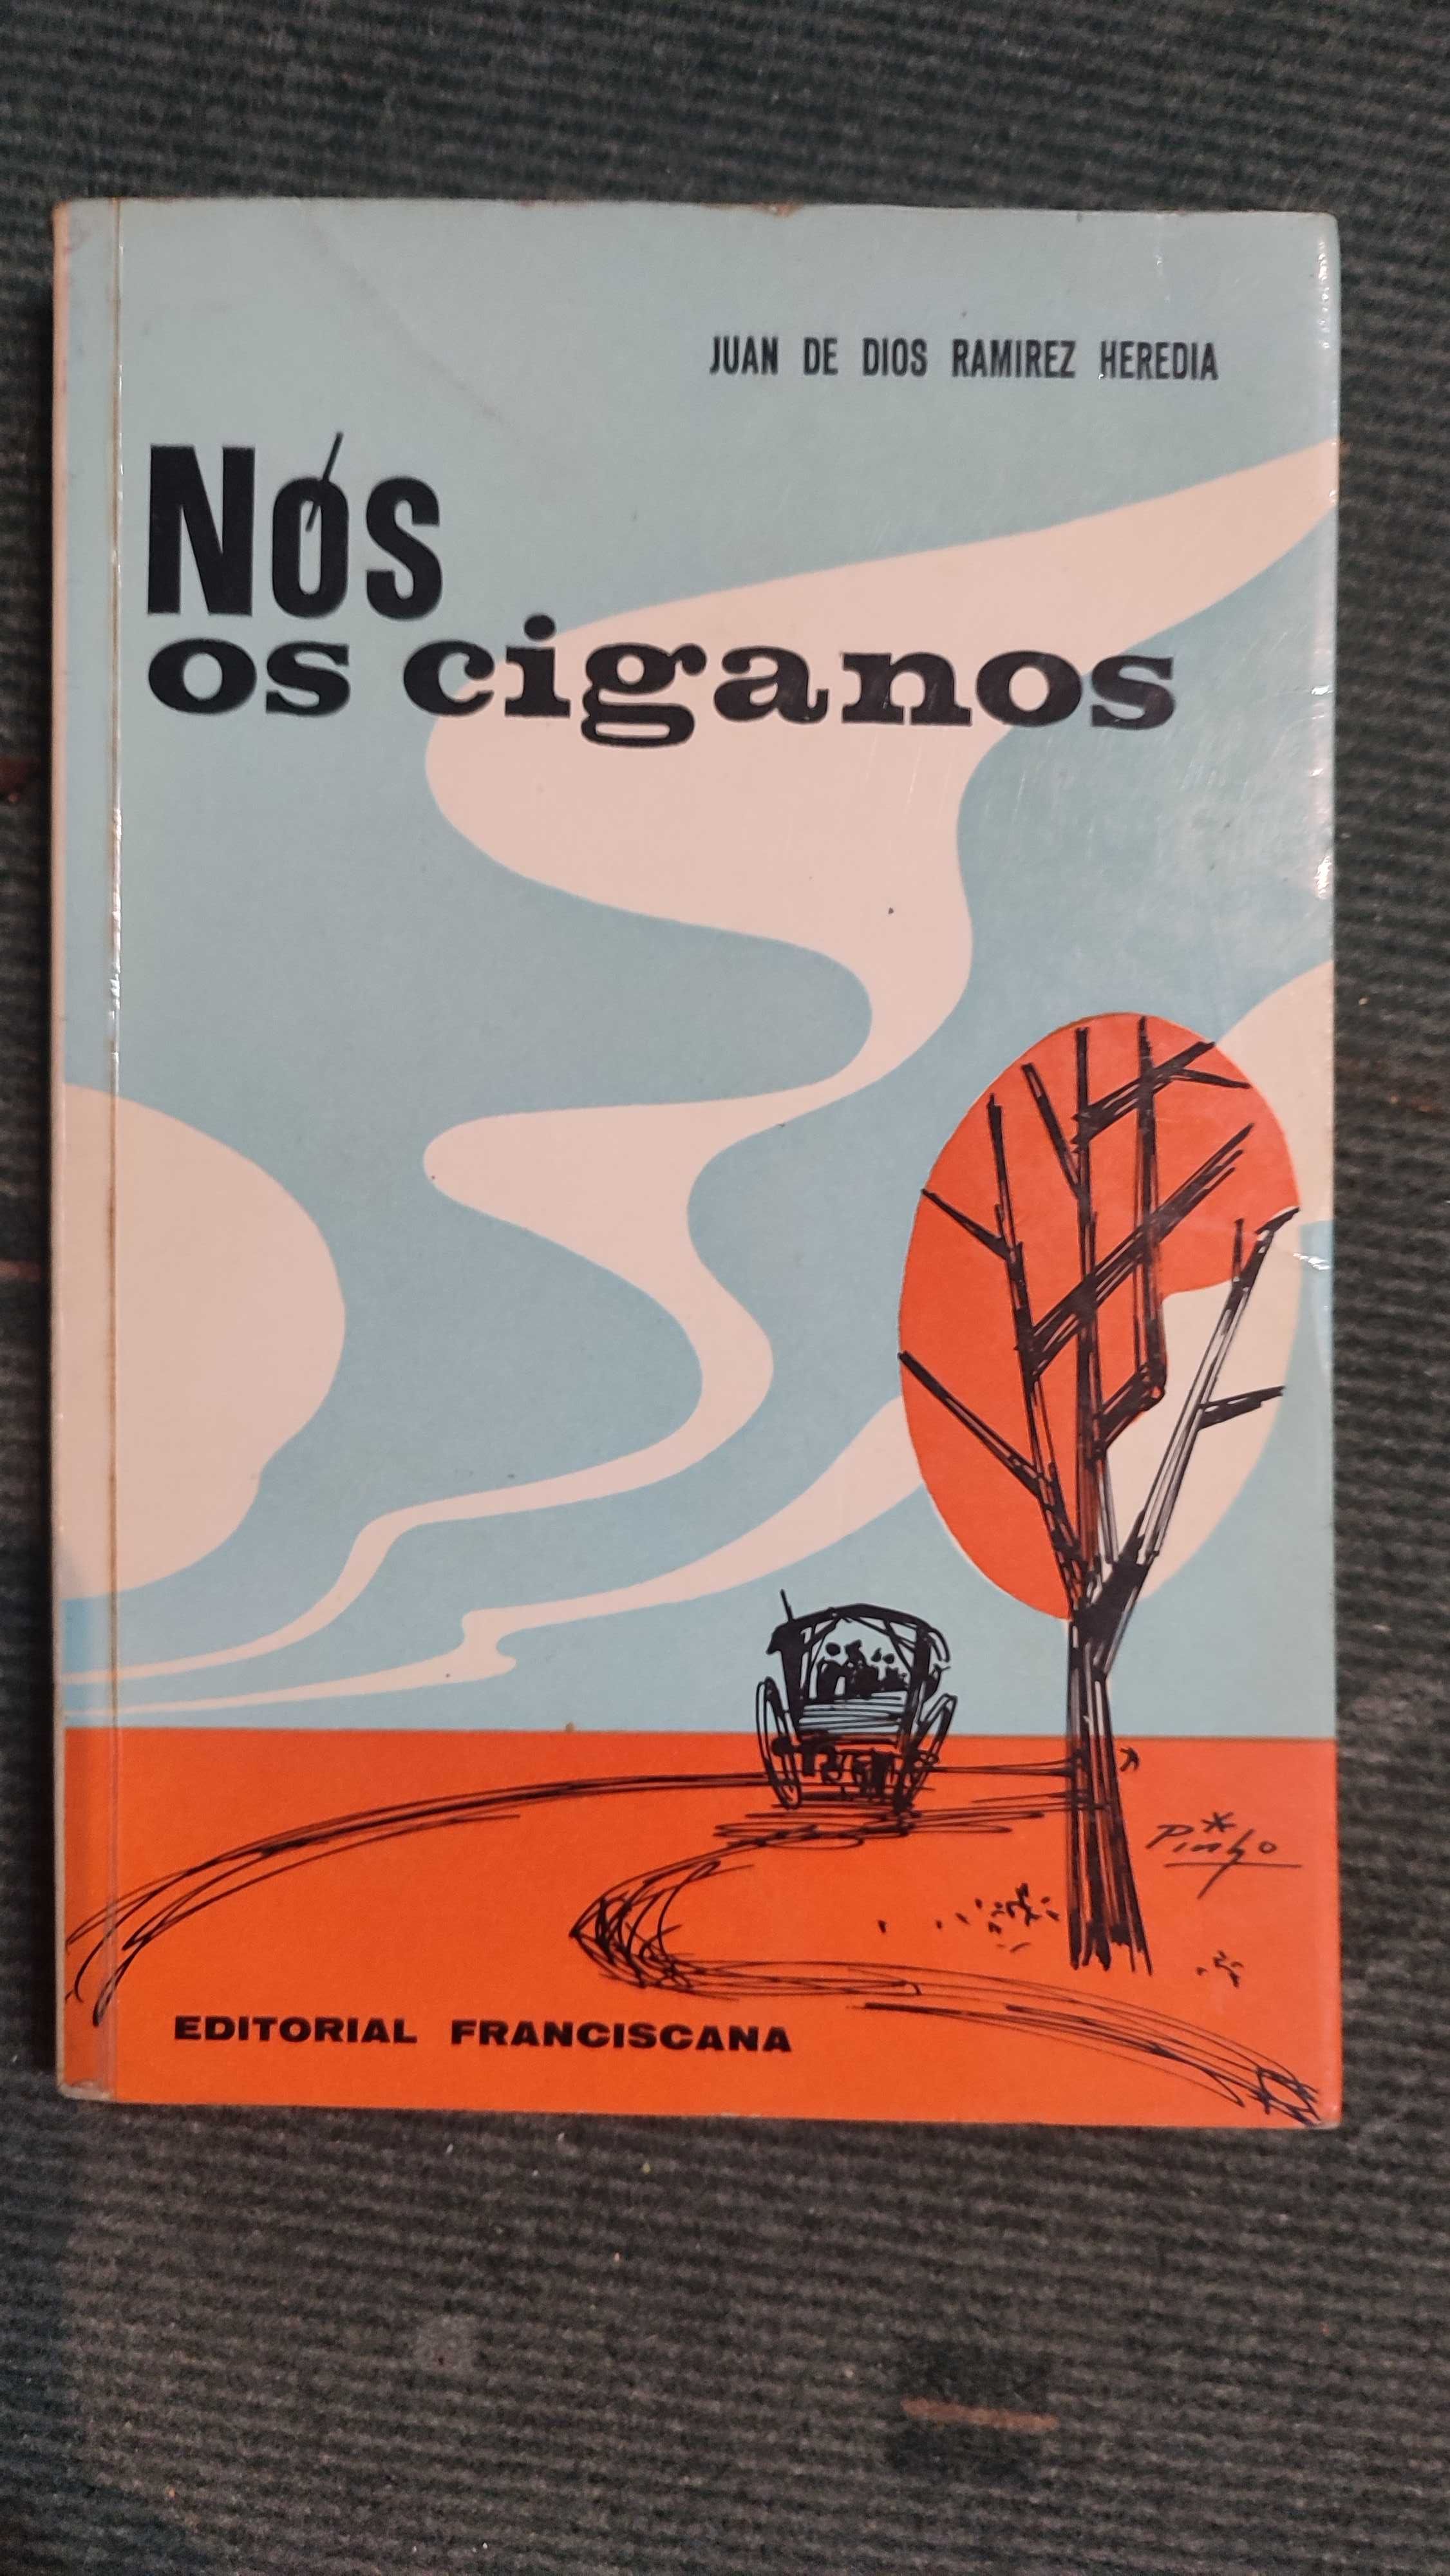 JUAN DE DIOS RAMIREZ HEREDIA
Nós
os ciganos
Pinho
EDITORIAL FRANCISCANA